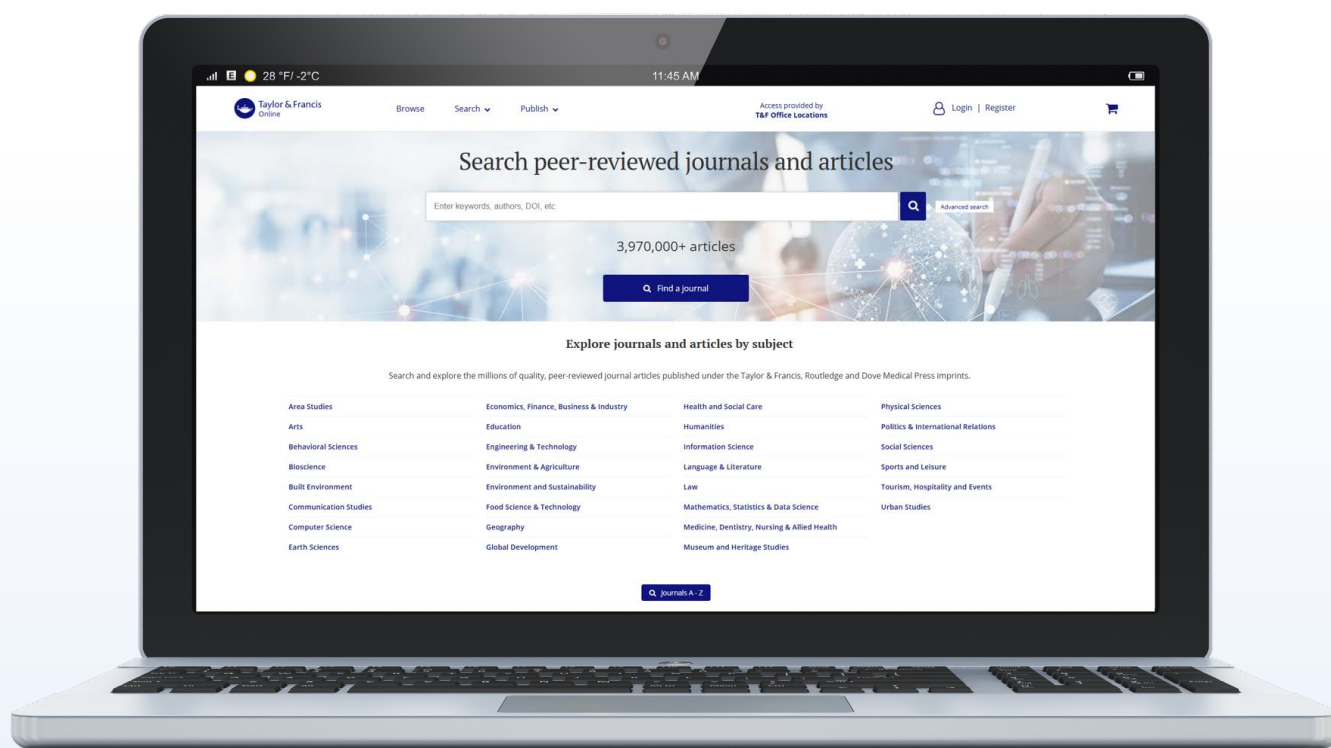 E 28 °F/ -2°C 11:45 AM
Taylor & Francis
Online
Browse Search Publish
Access provided by
T&F Office Locations
Login | Register
Search peer-reviewed journals and articles
Enter keywords, authors, DOI, etc
Advanced search
3,970,000+ articles
Find a journal
Explore journals and articles by subject
Search and explore the millions of quality, peer-reviewed journal articles published under the Taylor & Francis, Routledge and Dove Medical Press imprints.
Area Studies
Arts
Behavioral Sciences
Bioscience
Built Environment
Communication Studies
Computer Science
Earth Sciences
Economics, Finance, Business & Industry
Education
Engineering & Technology
Environment & Agriculture
Environment and Sustainability
Food Science & Technology
Geography
Global Development
Health and Social Care
Humanities
Information Science
Language & Literature
Law
Mathematics, Statistics & Data Science
Medicine, Dentistry, Nursing & Allied Health
Museum and Heritage Studies
Physical Sciences
Politics & International Relations
Social Sciences
Sports and Leisure
Tourism, Hospitality and Events
Urban Studies
Journals A - Z